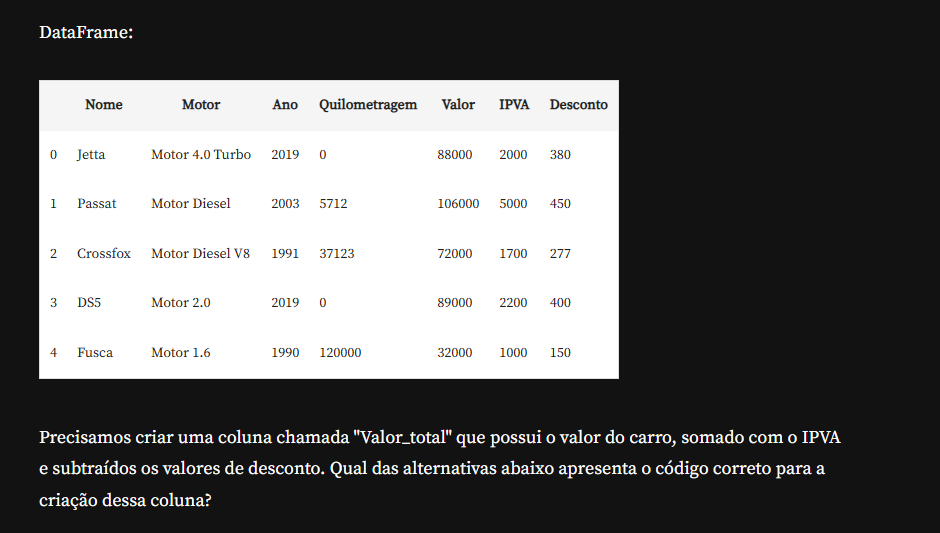 DataFrame:
Nome Motor Ano Quilometragem Valor IPVA Desconto
0 Jetta Motor 4.0 Turbo 2019 0 88000 2000 380
1 Passat Motor Diesel 2003 5712 106000 5000 450
2 Crossfox Motor Diesel V8 1991 37123 72000 1700 277
3 DS5 Motor 2.0 2019 0 89000 2200 400
4 Fusca Motor 1.6 1990 120000 32000 1000 150
Precisamos criar uma coluna chamada "Valor_total" que possui o valor do carro, somado com o IPVA
e subtraídos os valores de desconto. Qual das alternativas abaixo apresenta o código correto para a
criação dessa coluna?